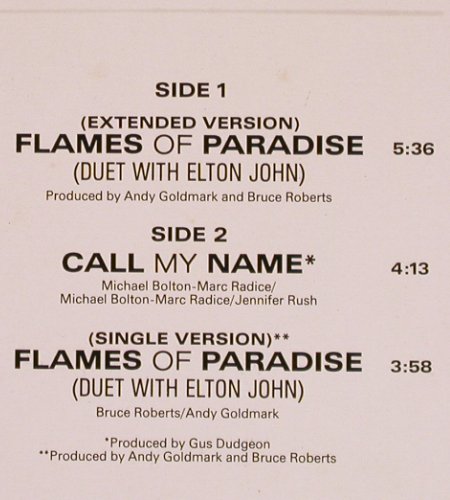 SIDE 1
(EXTENDED VERSION)
FLAMES OF PARADISE 5:36
(DUET WITH ELTON JOHN)
Produced by Andy Goldmark and Bruce Roberts
SIDE 2
CALL MY NAME* 4:13
Michael Bolton-Marc Radice/
Michael Bolton-Marc Radice/Jennifer Rush
(SINGLE VERSION)**
FLAMES OF PARADISE 3:58
(DUET WITH ELTON JOHN)
Bruce Roberts/Andy Goldmark
*Produced by Gus Dudgeon
**Produced by Andy Goldmark and Bruce Roberts